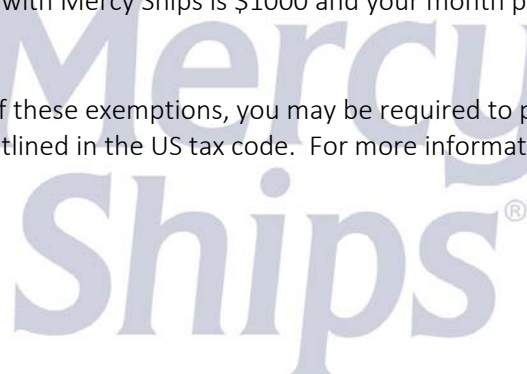 with Mercy Ships is $1000 and your month p
f these exemptions, you may be required to p
tlined in the US tax code.  For more informat
Mercy
Ships®